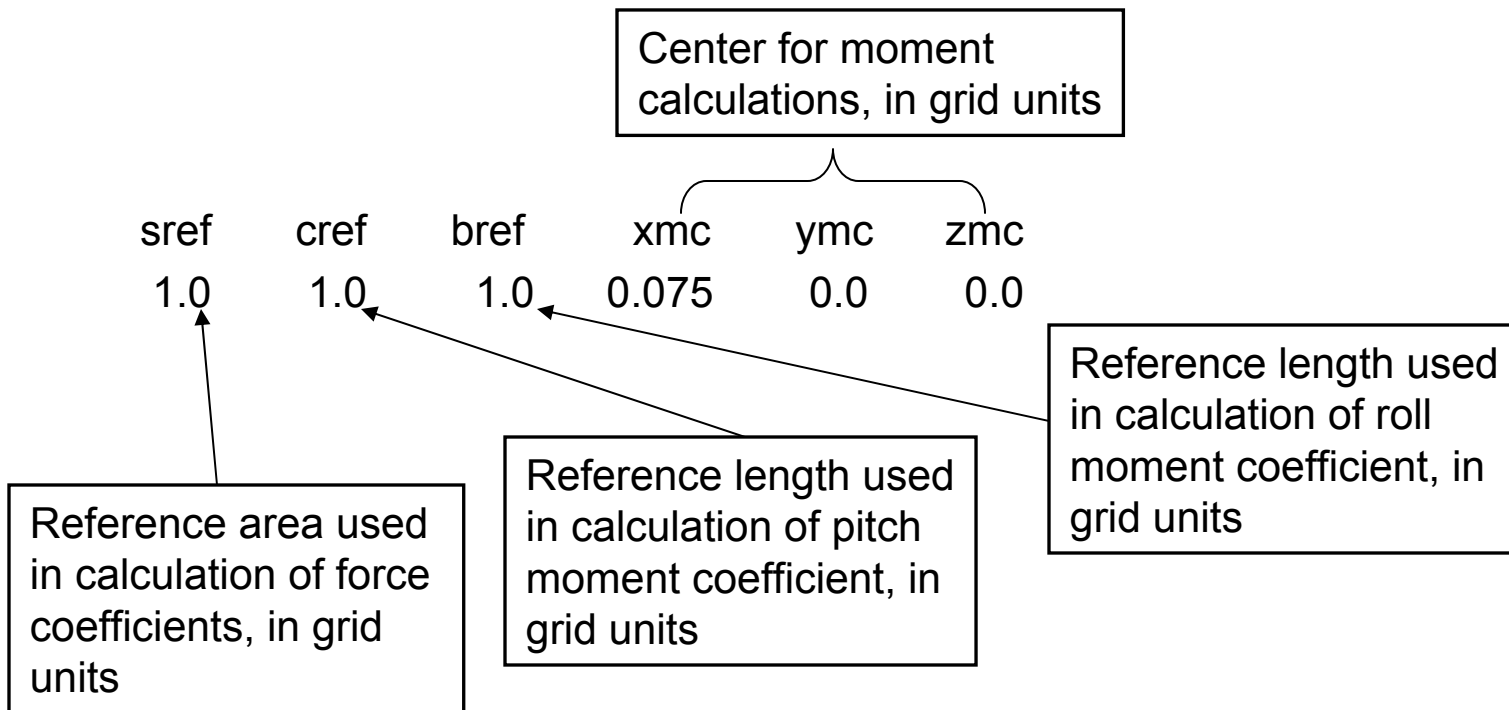 Center for moment
calculations, in grid units
sref cref bref xmc ymc zmc
1.0 1.0 1.0 0.075 0.0 0.0
Reference length used
in calculation of roll
moment coefficient, in
grid units
Reference length used
in calculation of pitch
moment coefficient, in
grid units
Reference area used
in calculation of force
coefficients, in grid
units